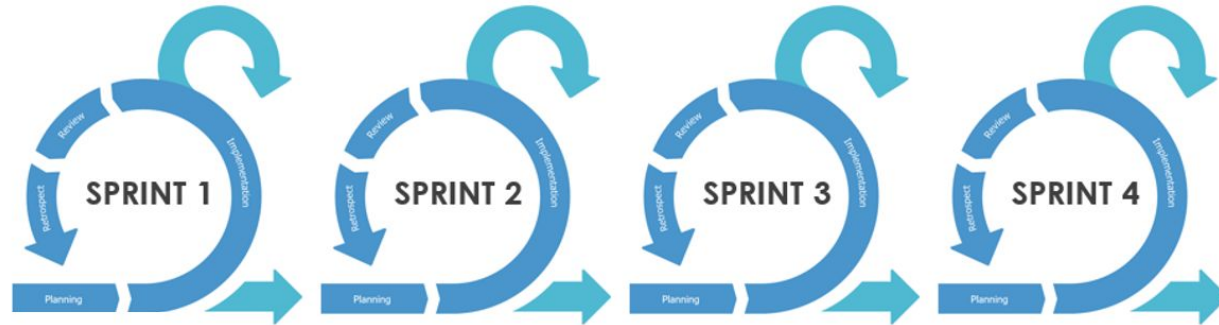 Review
Implementation
SPRINT 1
Retrospect
Planning
Review
Implementation
SPRINT 2
Retrospect
Planning
Review
Implementation
SPRINT 3
Retrospect
Planning
Review
Implementation
SPRINT 4
Retrospect
Planning